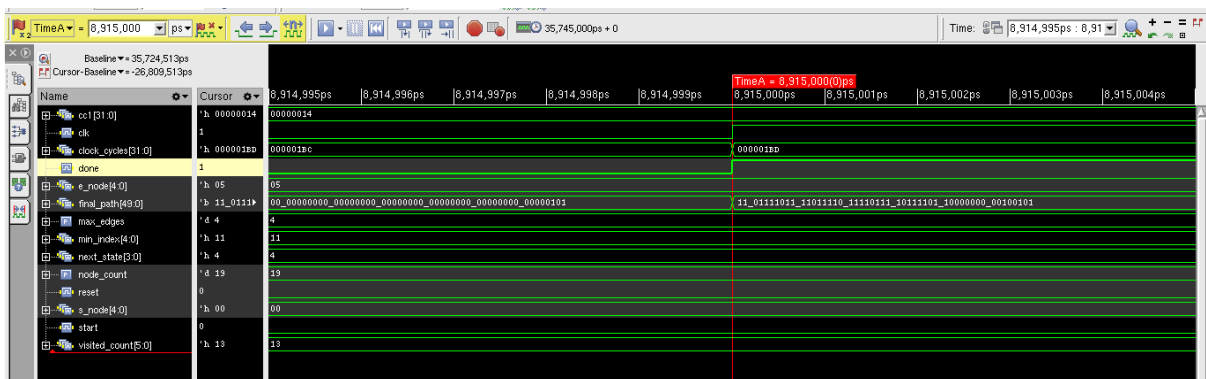 TimeA = 8,915,000 ps 35,745,000ps + 0 Time: 8,914,995ps : 8,91
Baseline = 35,724,513ps
Cursor-Baseline = -26,809,513ps
TimeA = 8,915,000(0)ps
Name Cursor 8,914,995ps 8,914,996ps 8,914,997ps 8,914,998ps 8,914,999ps 8,915,000ps 8,915,001ps 8,915,002ps 8,915,003ps 8,915,004ps
cc1[31:0] 'h 00000014 00000014
clk 1
clock_cycles[31:0] 'h 000001BD 000001BC 000001BD
done 1
e_node[4:0] 'h 05 05
final_path[49:0] 'b 11_0111 00_00000000_00000000_00000000_00000000_00000000_00000101 11_01111011_11011110_11110111_10111101_10000000_00100101
max_edges 'd 4 4
min_index[4:0] 'h 11 11
next_state[3:0] 'h 4 4
node_count 'd 19 19
reset 0
s_node[4:0] 'h 00 00
start 0
visited_count[5:0] 'h 13 13